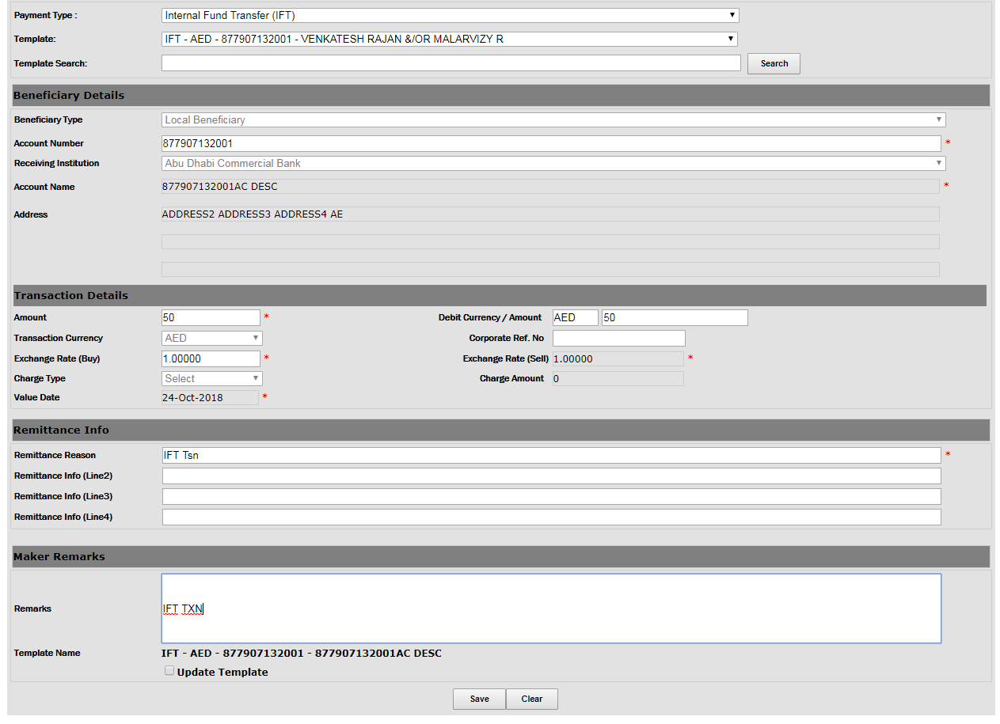 Payment Type : Internal Fund Transfer (IFT)
Template: IFT - AED - 877907132001 - VENKATESH RAJAN &/OR MALARVIZY R
Template Search: Search
Beneficiary Details
Beneficiary Type Local Beneficiary
Account Number 877907132001 *
Receiving Institution Abu Dhabi Commercial Bank
Account Name 877907132001AC DESC *
Address ADDRESS2 ADDRESS3 ADDRESS4 AE
Transaction Details
Amount 50 * Debit Currency / Amount AED 50
Transaction Currency AED Corporate Ref. No
Exchange Rate (Buy) 1.00000 * Exchange Rate (Sell) 1.00000 *
Charge Type Select Charge Amount 0
Value Date 24-Oct-2018 *
Remittance Info
Remittance Reason IFT Tsn *
Remittance Info (Line2)
Remittance Info (Line3)
Remittance Info (Line4)
Maker Remarks
Remarks IFT TXN
Template Name IFT - AED - 877907132001 - 877907132001AC DESC
Update Template
Save Clear